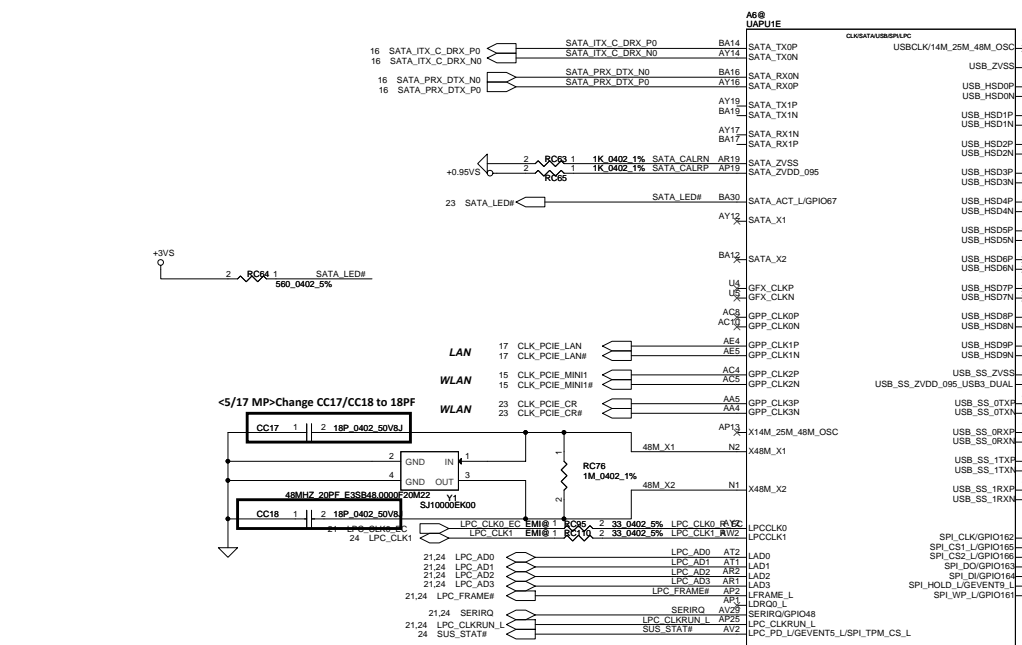 A6@
UAPU1E
CLK/SATA/USB/SPI/LPC
16 SATA_ITX_C_DRX_P0 SATA_ITX_C_DRX_P0 BA14 SATA_TX0P USBCLK/14M_25M_48M_OSC
16 SATA_ITX_C_DRX_N0 SATA_ITX_C_DRX_N0 AY14 SATA_TX0N
USB_ZVSS
16 SATA_PRX_DTX_N0 SATA_PRX_DTX_N0 BA16 SATA_RX0N
16 SATA_PRX_DTX_P0 SATA_PRX_DTX_P0 AY16 SATA_RX0P USB_HSD0P
USB_HSD0N
AY19 SATA_TX1P
BA19 SATA_TX1N USB_HSD1P
USB_HSD1N
AY17 SATA_RX1N
BA17 SATA_RX1P USB_HSD2P
USB_HSD2N
2 RC63 1 1K_0402_1% SATA_CALRN AR19 SATA_ZVSS
+0.95VS 2 1 1K_0402_1% SATA_CALRP AP19 SATA_ZVDD_095 USB_HSD3P
RC65 USB_HSD3N
23 SATA_LED# SATA_LED# BA30 SATA_ACT_L/GPIO67 USB_HSD4P
USB_HSD4N
AY12 SATA_X1
USB_HSD5P
USB_HSD5N
+3VS
BA12 SATA_X2 USB_HSD6P
USB_HSD6N
2 RC64 1 SATA_LED#
560_0402_5%
U4 GFX_CLKP USB_HSD7P
U5 GFX_CLKN USB_HSD7N
AC8 GPP_CLK0P USB_HSD8P
AC10 GPP_CLK0N USB_HSD8N
LAN 17 CLK_PCIE_LAN AE4 GPP_CLK1P USB_HSD9P
17 CLK_PCIE_LAN# AE5 GPP_CLK1N USB_HSD9N
WLAN 15 CLK_PCIE_MINI1 AC4 GPP_CLK2P USB_SS_ZVSS
15 CLK_PCIE_MINI1# AC5 GPP_CLK2N USB_SS_ZVDD_095_USB3_DUAL
<5/17 MP>Change CC17/CC18 to 18PF
WLAN 23 CLK_PCIE_CR AA5 GPP_CLK3P USB_SS_0TXP
23 CLK_PCIE_CR# AA4 GPP_CLK3N USB_SS_0TXN
CC17 1 2 18P_0402_50V8J AP13 X14M_25M_48M_OSC USB_SS_0RXP
USB_SS_0RXN
48M_X1 N2 X48M_X1
2 GND IN 1 USB_SS_1TXP
1 RC76 USB_SS_1TXN
4 GND OUT 3 1M_0402_1%
2 48M_X2 N1 X48M_X2 USB_SS_1RXP
48MHZ_20PF_E3SB48.0000F20M22 Y1 USB_SS_1RXN
SJ10000EK00
CC18 1 2 18P_0402_50V8J
21 LPC_CLK0_EC LPC_CLK0_EC EMI@ 1 RC95 2 33_0402_5% LPC_CLK0_R LPCCLK0
24 LPC_CLK1 LPC_CLK1 EMI@ 1 RC110 2 33_0402_5% LPC_CLK1_R AW2 LPCCLK1
SPI_CLK/GPIO162
SPI_CS1_L/GPIO165
21,24 LPC_AD0 LPC_AD0 AT2 LAD0 SPI_CS2_L/GPIO166
21,24 LPC_AD1 LPC_AD1 AT1 LAD1 SPI_DO/GPIO163
21,24 LPC_AD2 LPC_AD2 AR2 LAD2 SPI_DI/GPIO164
21,24 LPC_AD3 LPC_AD3 AR1 LAD3 SPI_HOLD_L/GEVENT9_L
21,24 LPC_FRAME# LPC_FRAME# AP2 LFRAME_L SPI_WP_L/GPIO161
AP1 LDRQ0_L
21,24 SERIRQ SERIRQ AV29 SERIRQ/GPIO48
21,24 LPC_CLKRUN_L LPC_CLKRUN_L AP25 LPC_CLKRUN_L
24 SUS_STAT# SUS_STAT# AV2 LPC_PD_L/GEVENT5_L/SPI_TPM_CS_L